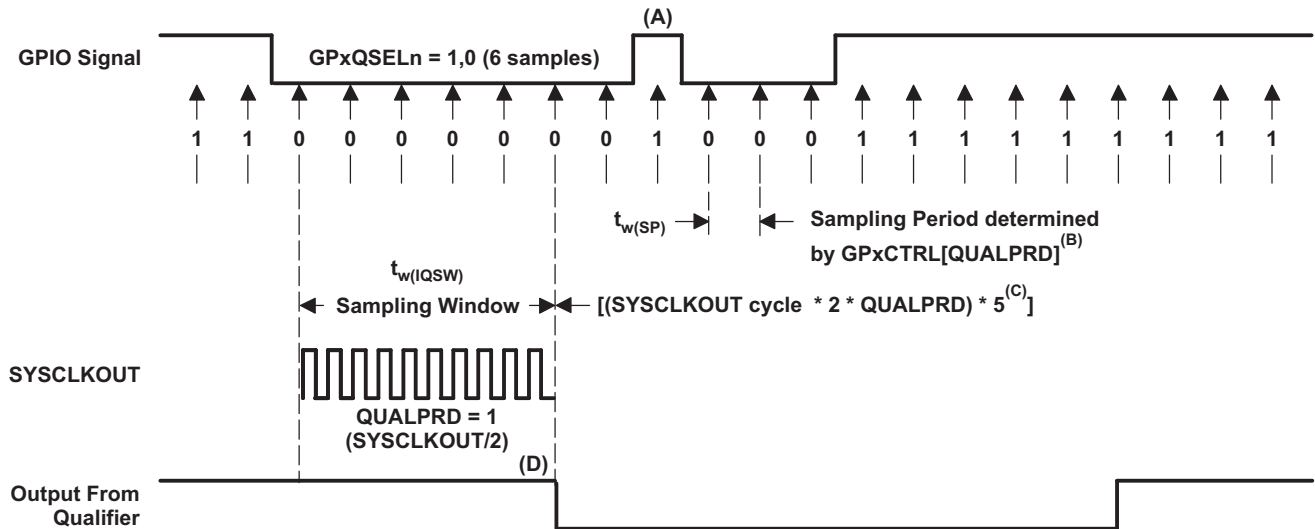 (A)
GPIO Signal
GPxQSELn = 1,0 (6 samples)
1 1 0 0 0 0 0 0 0 1 0 0 0 1 1 1 1 1 1 1 1 1
tw(SP)
Sampling Period determined
by GPxCTRL[QUALPRD](B)
tw(IQSW)
Sampling Window
[(SYSCLKOUT cycle * 2 * QUALPRD) * 5(C)]
SYSCLKOUT
QUALPRD = 1
(SYSCLKOUT/2)
(D)
Output From
Qualifier